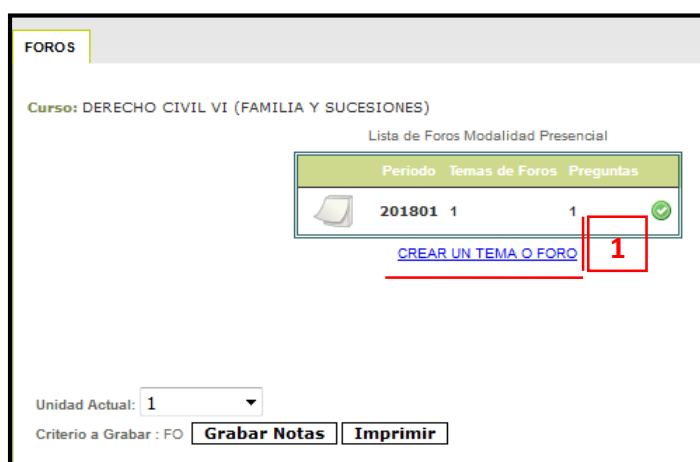 FOROS
Curso: DERECHO CIVIL VI (FAMILIA Y SUCESIONES)
Lista de Foros Modalidad Presencial
Periodo Temas de Foros Preguntas
201801 1 1
CREAR UN TEMA O FORO
1
Unidad Actual: 1
Criterio a Grabar : FO Grabar Notas Imprimir